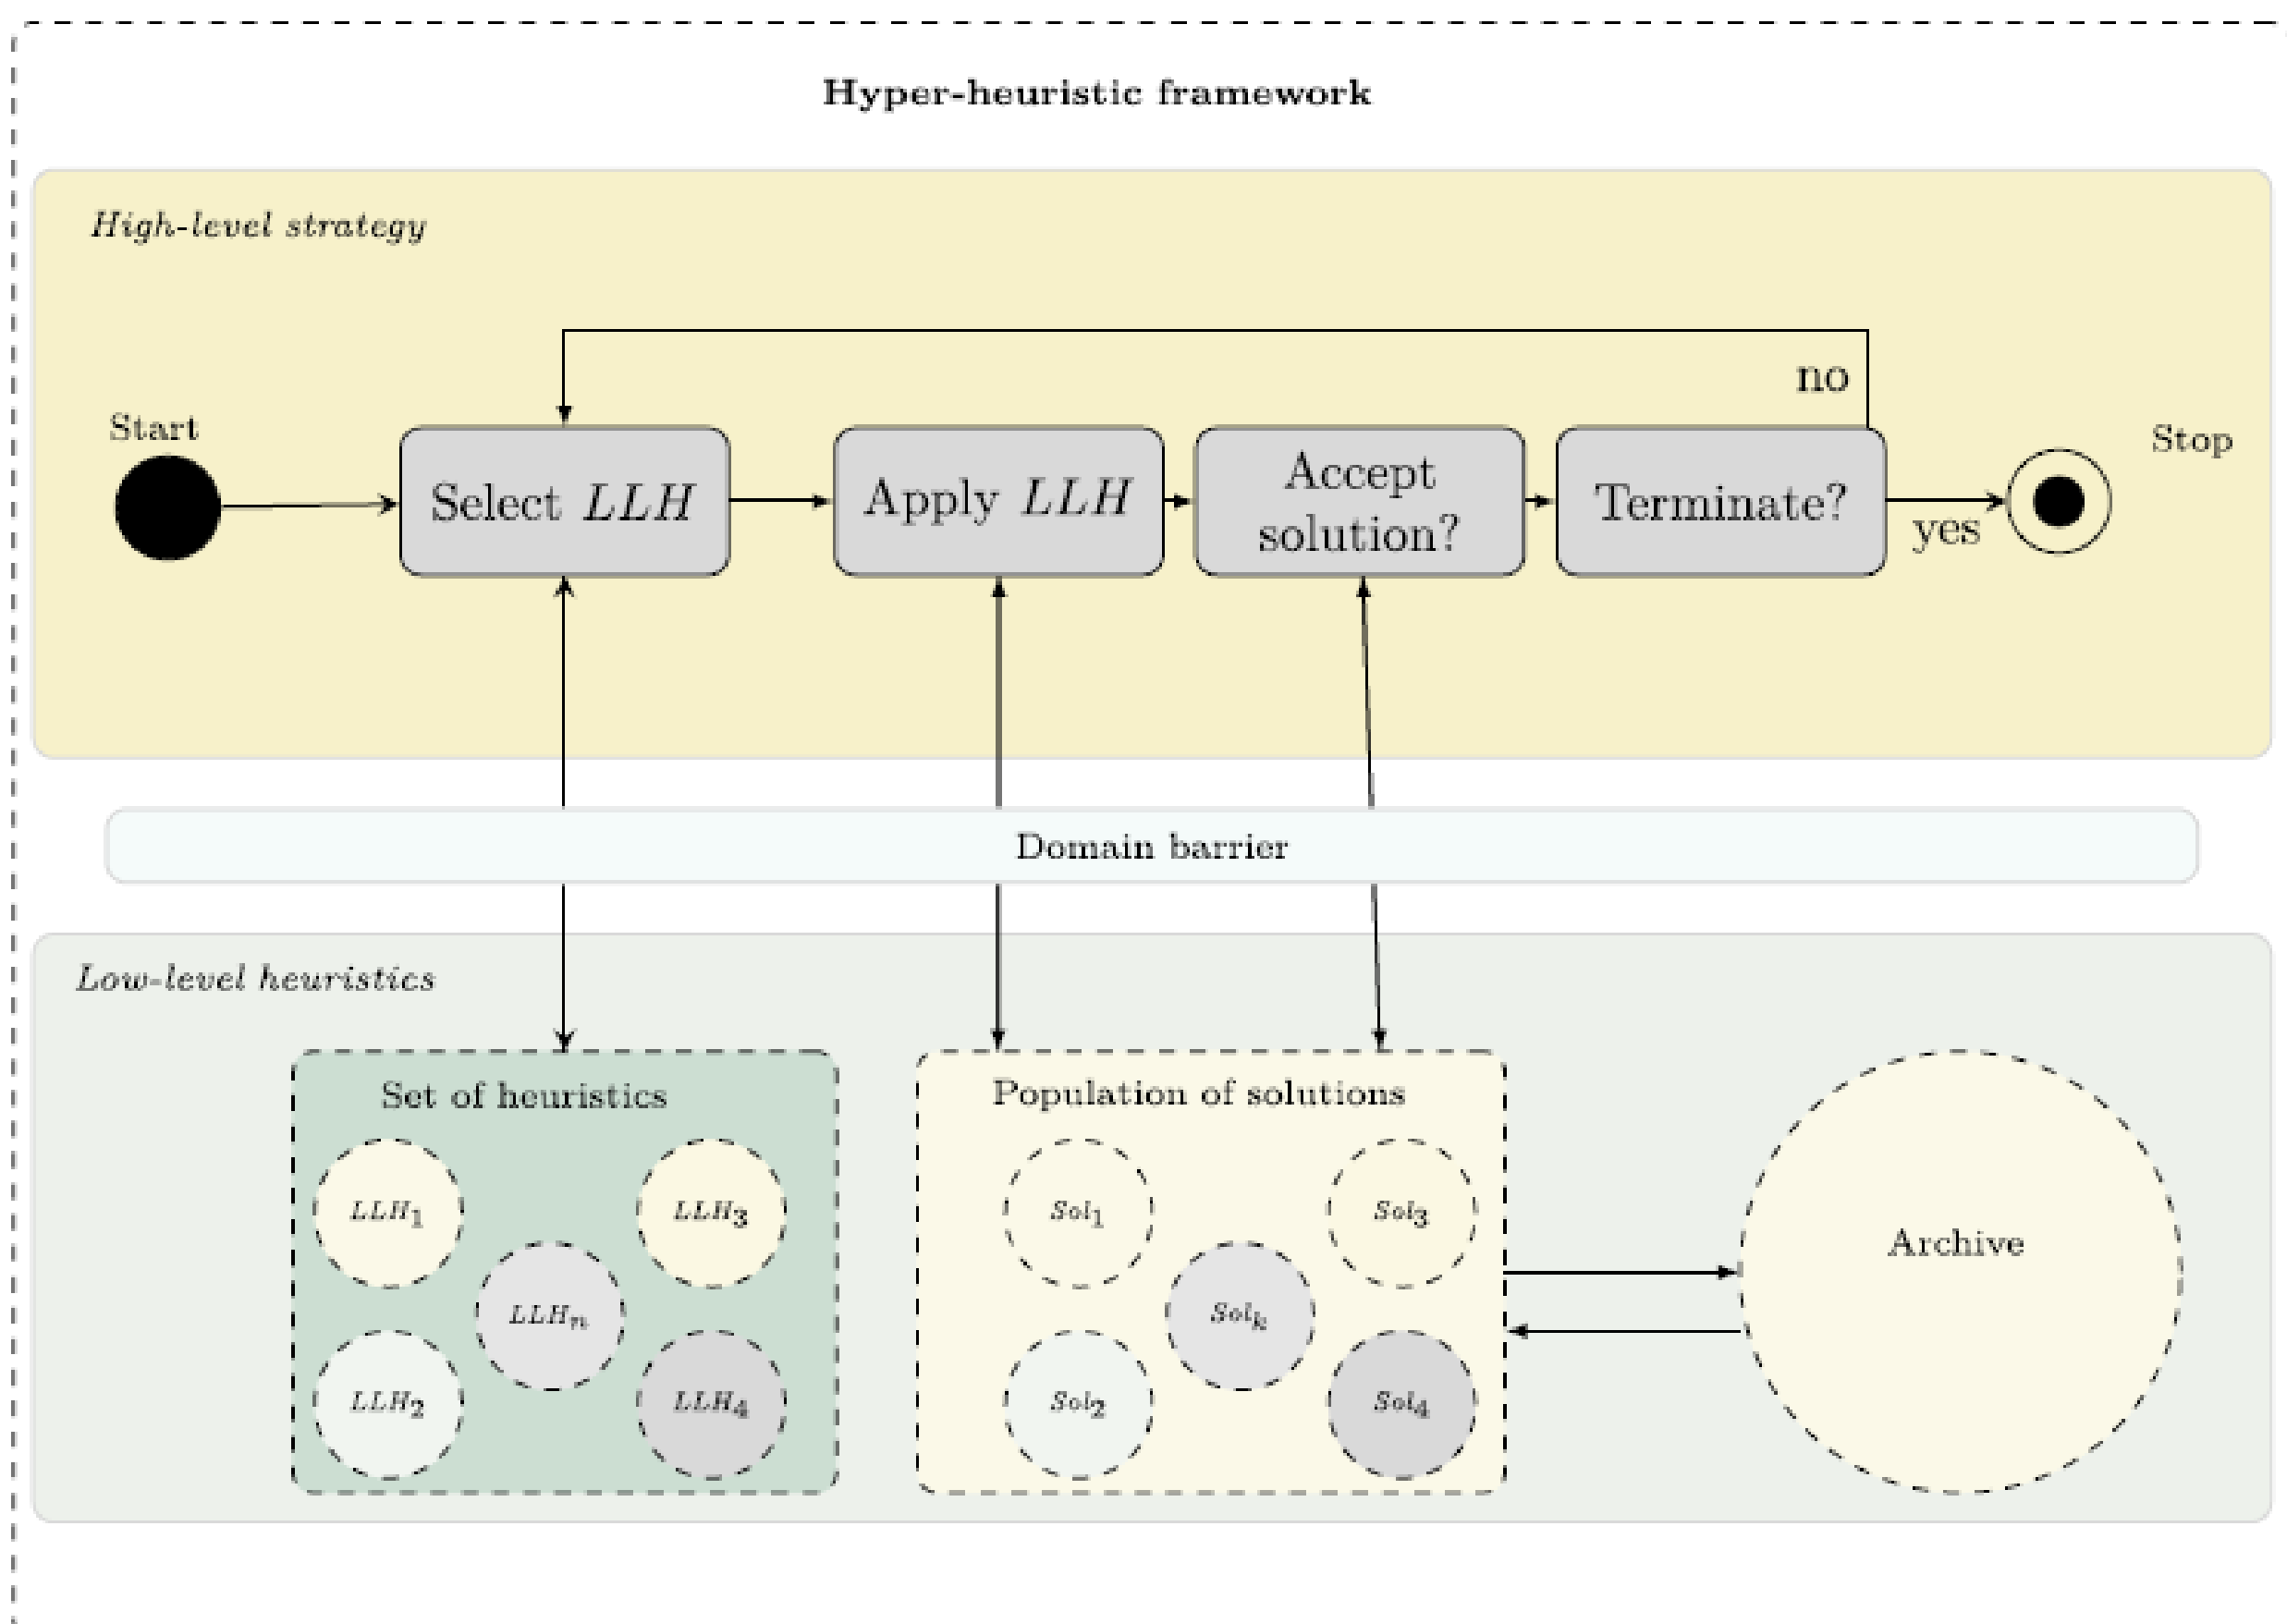 Hyper-heuristic framework
High-level strategy
no
Start
Stop
Select LLH
Apply LLH
Accept
solution?
Terminate?
yes
Domain barrier
Low-level heuristics
Set of heuristics
Population of solutions
LLH1
LLH3
LLHn
LLH2
LLH4
Sol1
Sol3
Solk
Sol2
Sol4
Archive